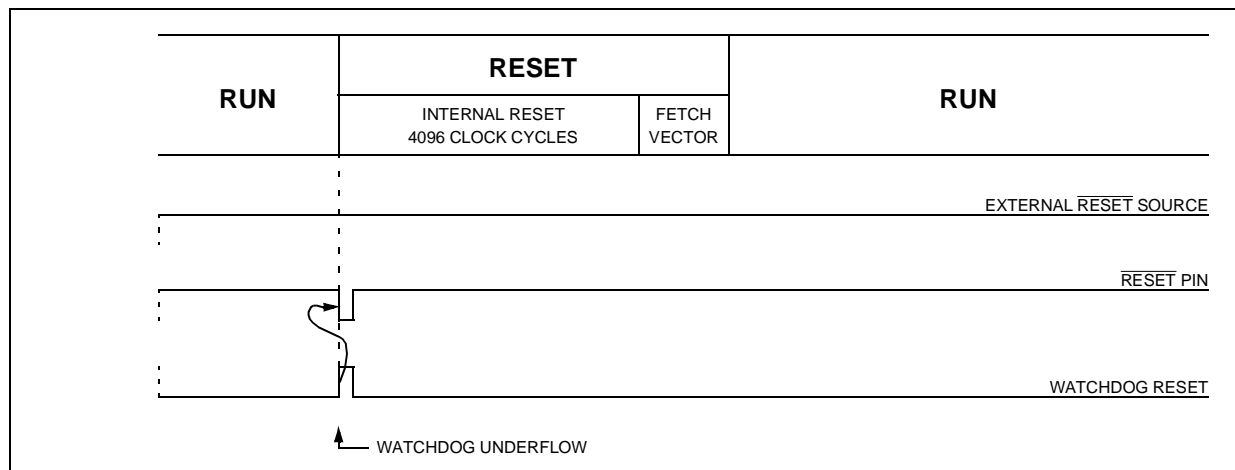 RUN
RESET
INTERNAL RESET
4096 CLOCK CYCLES
FETCH
VECTOR
RUN
EXTERNAL RESET SOURCE
RESET PIN
WATCHDOG RESET
WATCHDOG UNDERFLOW